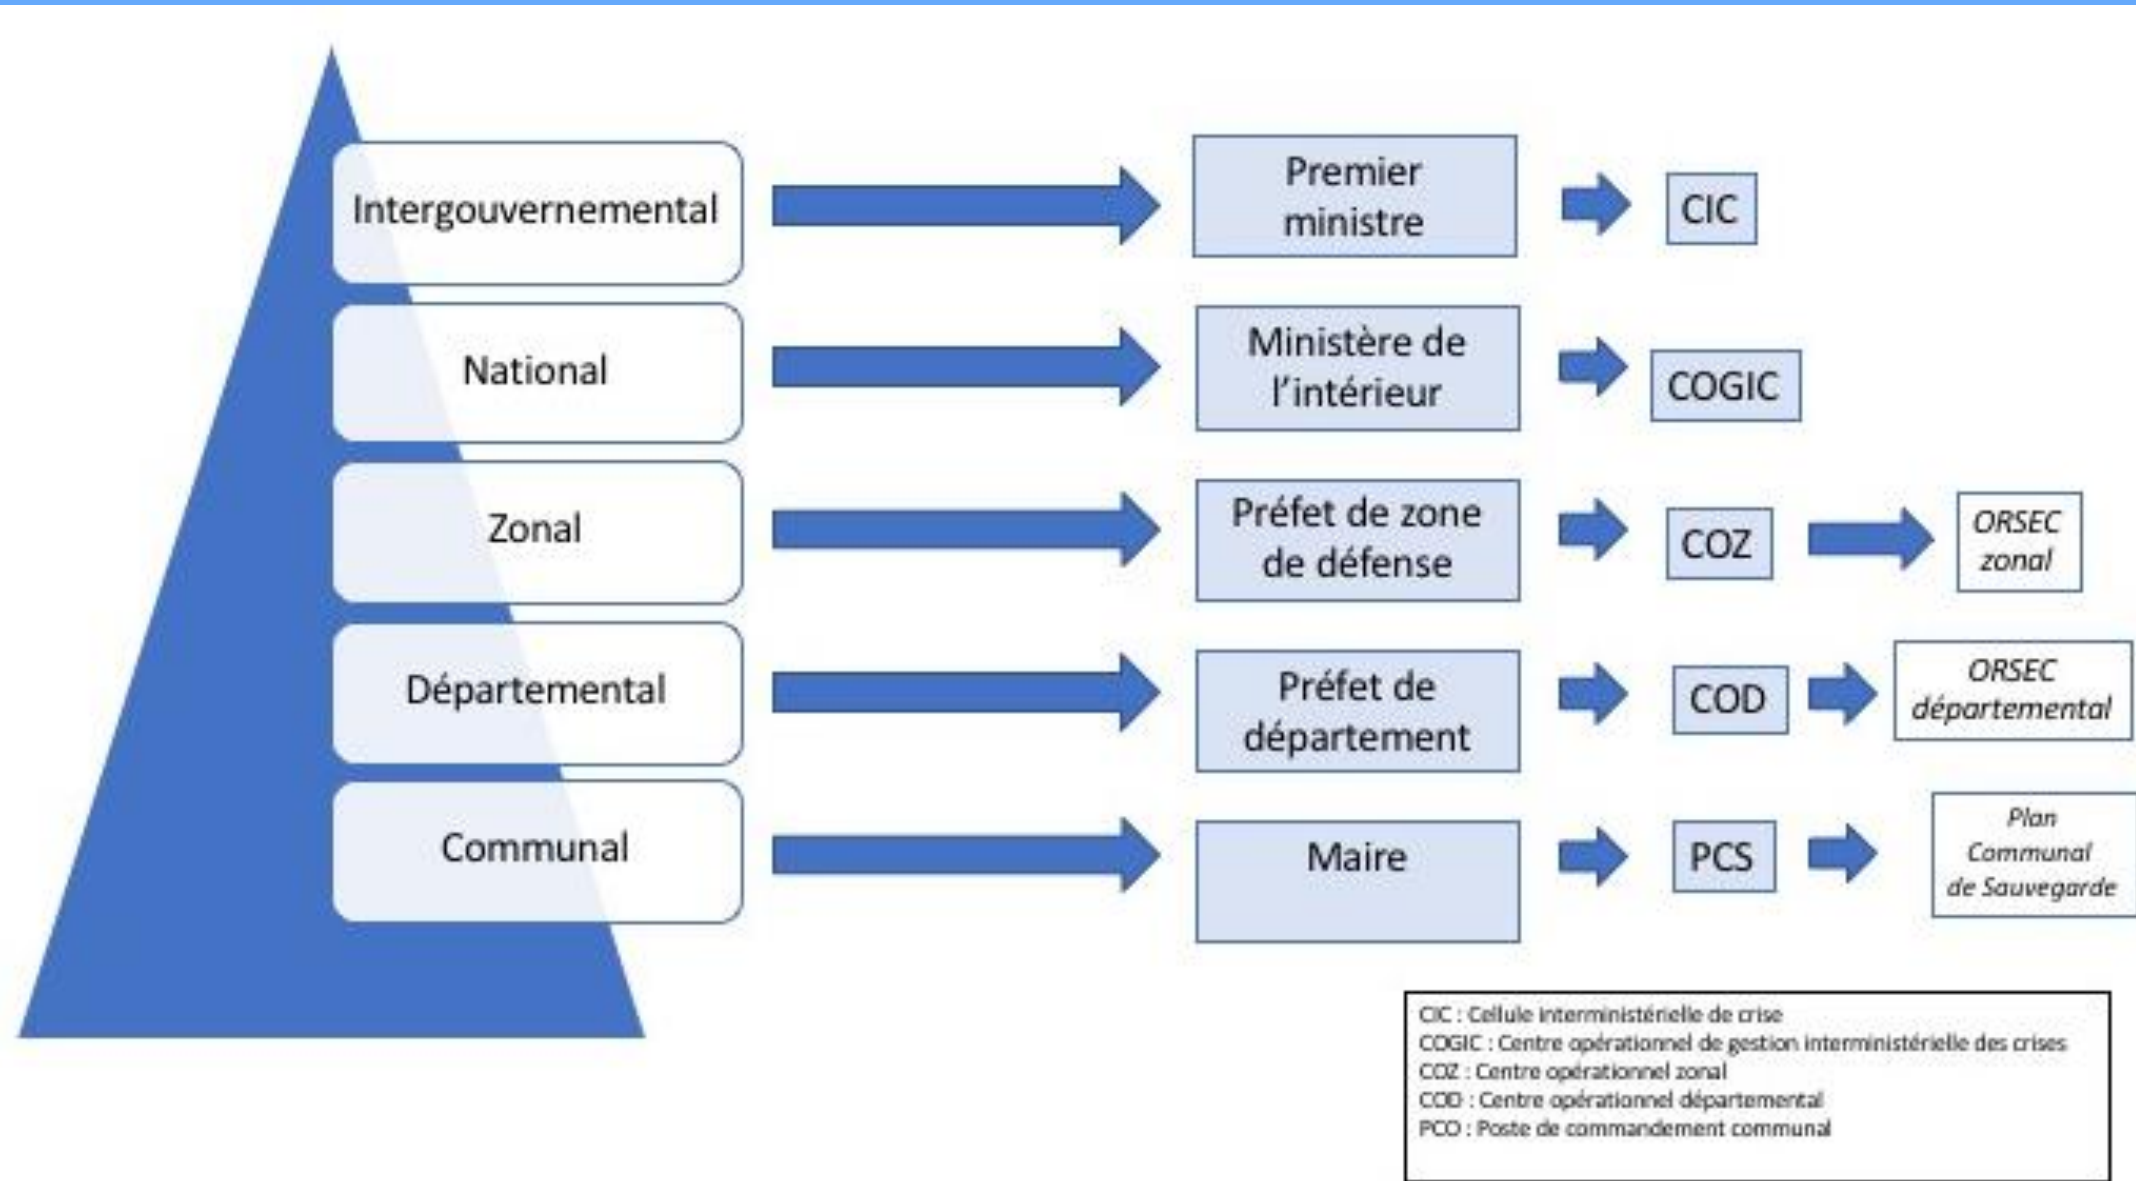 Intergouvernemental
Premier
ministre
CIC
National
Ministère de
l'intérieur
COGIC
Zonal
Préfet de zone
de défense
COZ
ORSEC
zonal
Départemental
Préfet de
département
COD
ORSEC
départemental
Communal
Maire
PCS
Plan
Communal
de Sauvegarde
CIC : Cellule interministérielle de crise
COGIC : Centre opérationnel de gestion interministérielle des crises
COZ : Centre opérationnel zonal
COD : Centre opérationnel départemental
PCO : Poste de commandement communal